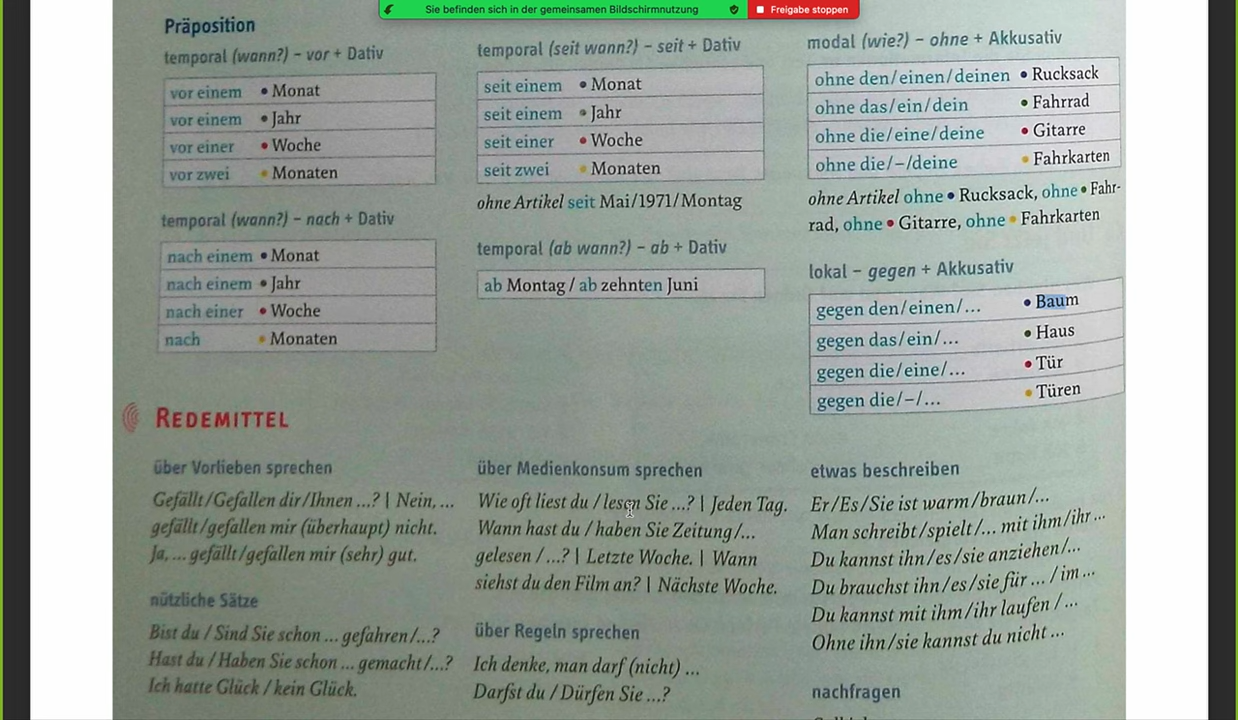 Sie befinden sich in der gemeinsamen Bildschirmnutzung
Freigabe stoppen
Präposition
temporal (wann?) – vor + Dativ
vor einem • Monat
vor einem • Jahr
vor einer • Woche
vor zwei • Monaten
temporal (wann?) – nach + Dativ
nach einem • Monat
nach einem • Jahr
nach einer • Woche
nach • Monaten
temporal (seit wann?) – seit + Dativ
seit einem • Monat
seit einem • Jahr
seit einer • Woche
seit zwei • Monaten
ohne Artikel seit Mai/1971/Montag
temporal (ab wann?) – ab + Dativ
ab Montag / ab zehnten Juni
modal (wie?) – ohne + Akkusativ
ohne den/einen/deinen • Rucksack
ohne das/ein/dein • Fahrrad
ohne die/eine/deine • Gitarre
ohne die/–/deine • Fahrkarten
ohne Artikel ohne • Rucksack, ohne • Fahr-
rad, ohne • Gitarre, ohne • Fahrkarten
lokal – gegen + Akkusativ
gegen den/einen/... • Baum
gegen das/ein/... • Haus
gegen die/eine/... • Tür
gegen die/–/... • Türen
REDEMITTEL
über Vorlieben sprechen
Gefällt/Gefallen dir/Ihnen ...? | Nein, ...
gefällt/gefallen mir (überhaupt) nicht.
Ja, ... gefällt/gefallen mir (sehr) gut.
nützliche Sätze
Bist du / Sind Sie schon ... gefahren/...?
Hast du / Haben Sie schon ... gemacht/...?
Ich hatte Glück / kein Glück.
über Medienkonsum sprechen
Wie oft liest du / lesen Sie ...? | Jeden Tag.
Wann hast du / haben Sie Zeitung/...
gelesen / ...? | Letzte Woche. | Wann
siehst du den Film an? | Nächste Woche.
über Regeln sprechen
Ich denke, man darf (nicht) ...
Darfst du / Dürfen Sie ...?
etwas beschreiben
Er/Es/Sie ist warm/braun/...
Man schreibt/spielt/... mit ihm/ihr ...
Du kannst ihn/es/sie anziehen/...
Du brauchst ihn/es/sie für ... / im ...
Du kannst mit ihm/ihr laufen / ...
Ohne ihn/sie kannst du nicht ...
nachfragen